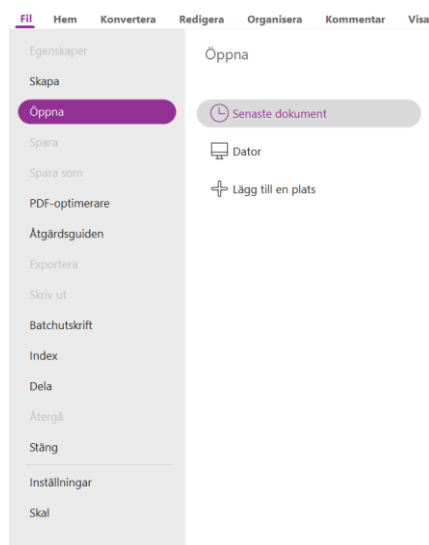 Fil Hem Konvertera Redigera Organisera Kommentar Visa
Egenskaper
Skapa
Öppna
Spara
Spara som
PDF-optimerare
Åtgärdsguiden
Exportera
Skriv ut
Batchutskrift
Index
Dela
Återgå
Stäng
Inställningar
Skal
Öppna
Senaste dokument
Dator
Lägg till en plats